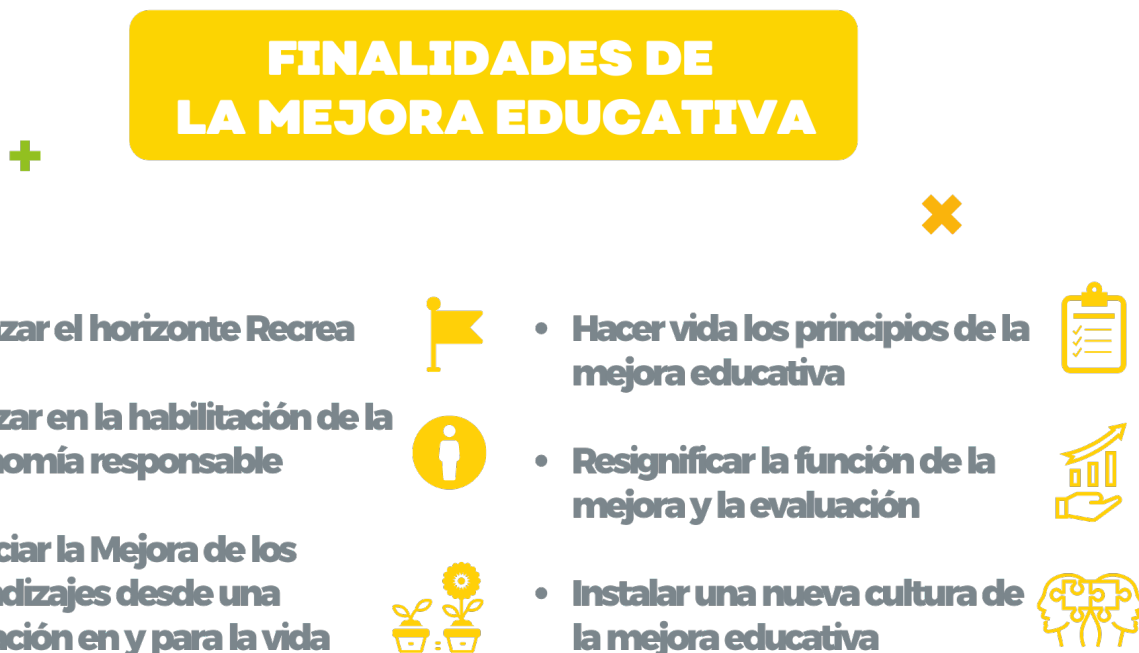 FINALIDADES DE
LA MEJORA EDUCATIVA
zar el horizonte Recrea
zar en la habilitación de la
nomía responsable
ciar la Mejora de los
ndizajes desde una
ación en y para la vida
• Hacer vida los principios de la
mejora educativa
• Resignificar la función de la
mejora y la evaluación
• Instalar una nueva cultura de
la mejora educativa